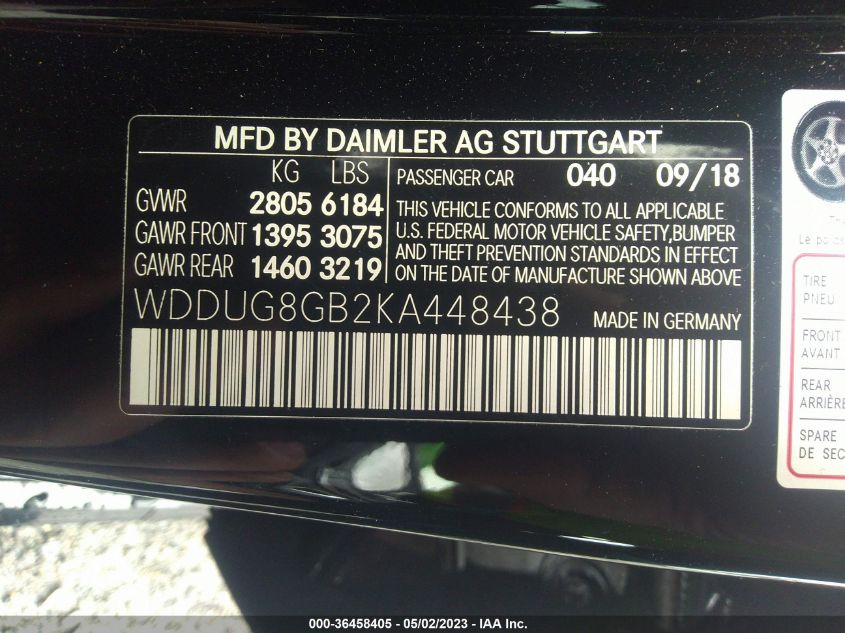 MFD BY DAIMLER AG STUTTGART
KG LBS
GVWR 2805 6184
GAWR FRONT 1395 3075
GAWR REAR 1460 3219
PASSENGER CAR 040 09/18
THIS VEHICLE CONFORMS TO ALL APPLICABLE
U.S. FEDERAL MOTOR VEHICLE SAFETY,BUMPER
AND THEFT PREVENTION STANDARDS IN EFFECT
ON THE DATE OF MANUFACTURE SHOWN ABOVE
WDDUG8GB2KA448438 MADE IN GERMANY
TIRE
PNEU
FRONT
AVANT
REAR
ARRIÈRE
SPARE
DE
000-36458405 - 05/02/2023 - IAA Inc.